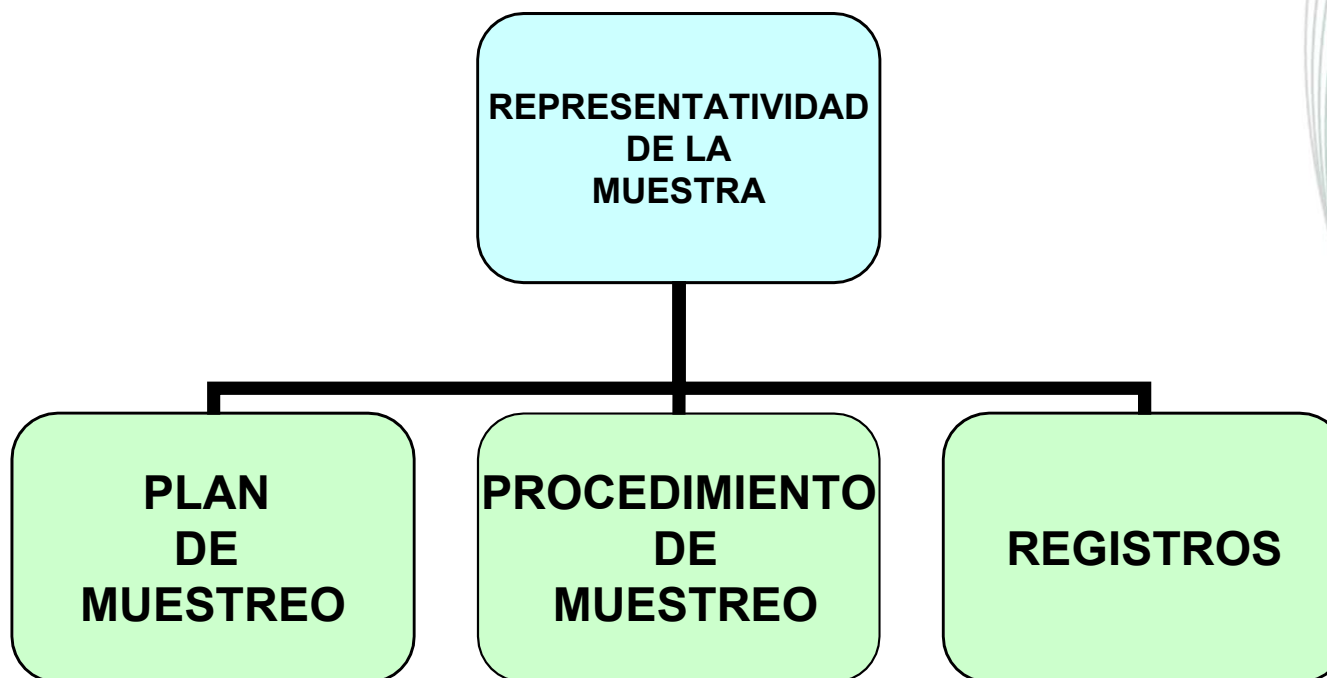 REPRESENTATIVIDAD
DE LA
MUESTRA
PLAN
DE
MUESTREO
PROCEDIMIENTO
DE
MUESTREO
REGISTROS